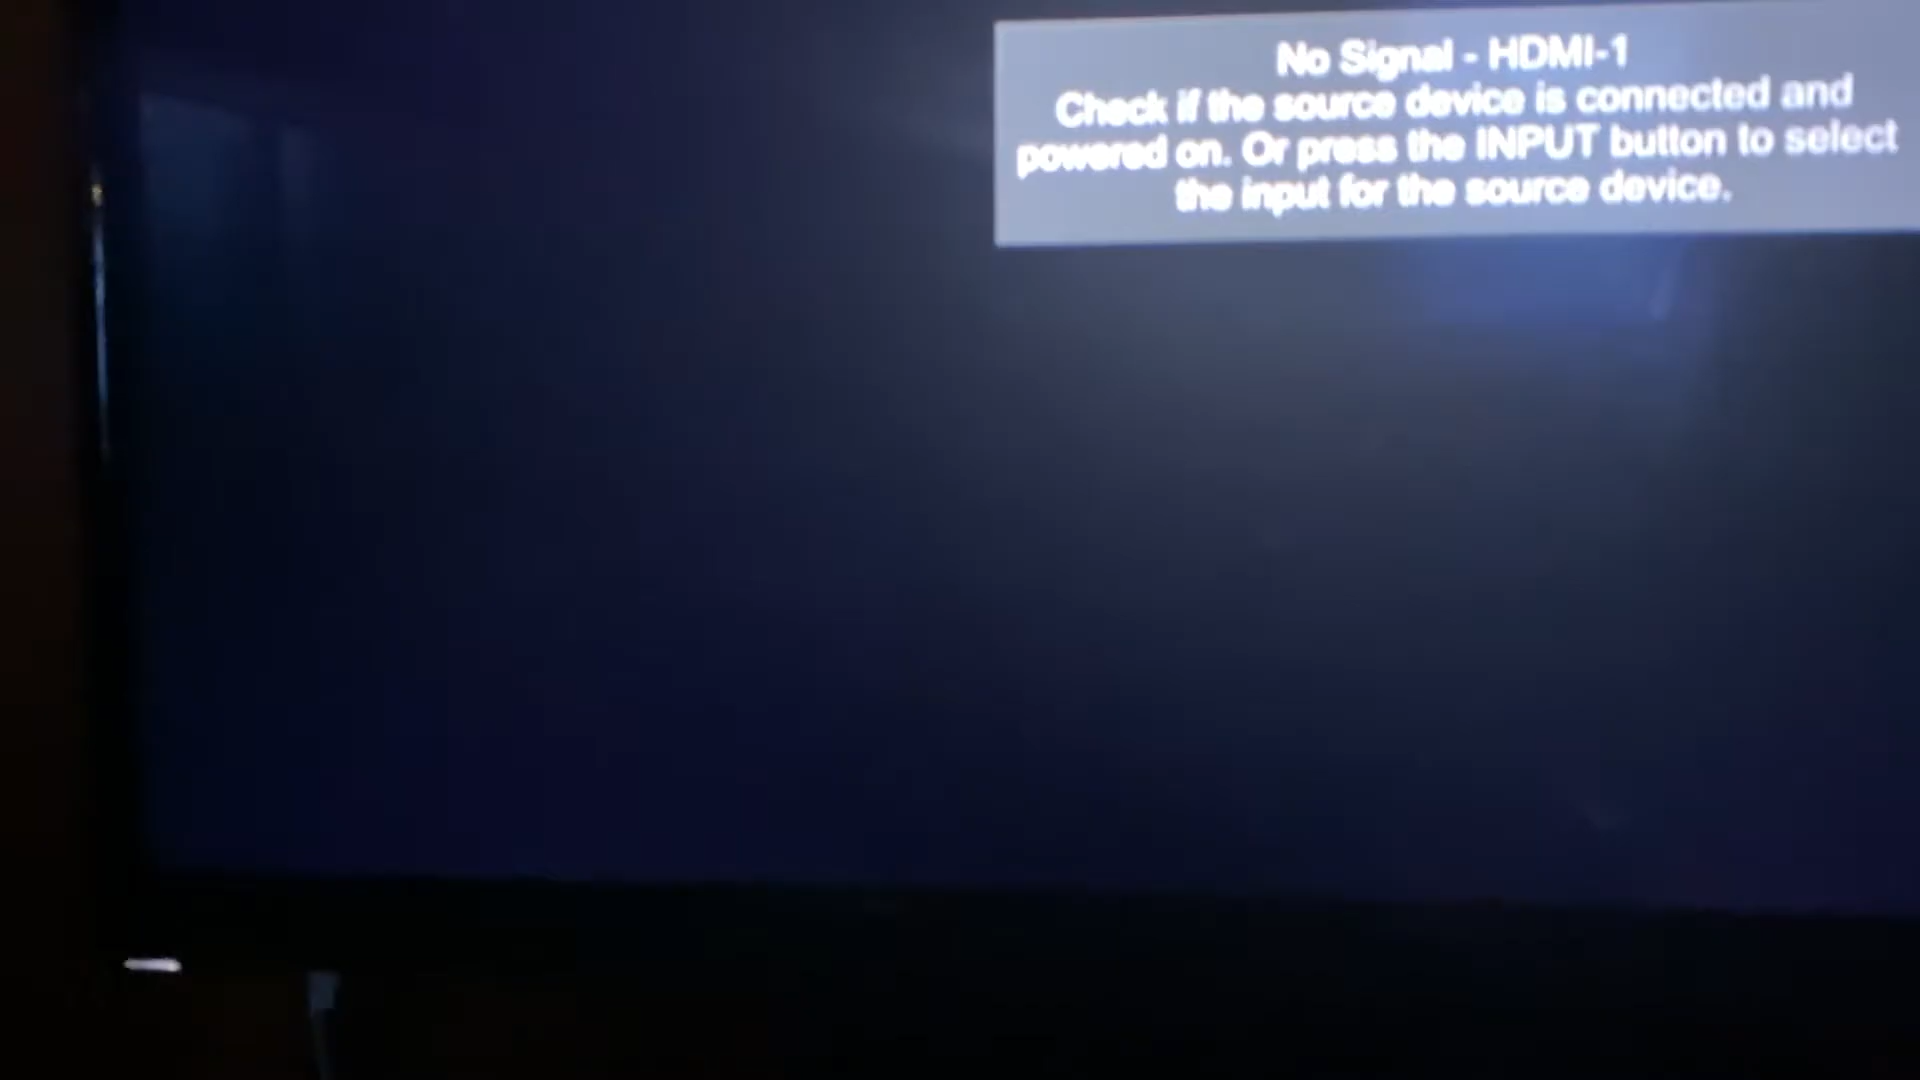 No Signal - HDMI-1
Check if the source device is connected and
powered on. Or press the INPUT button to select
the input for the source device.